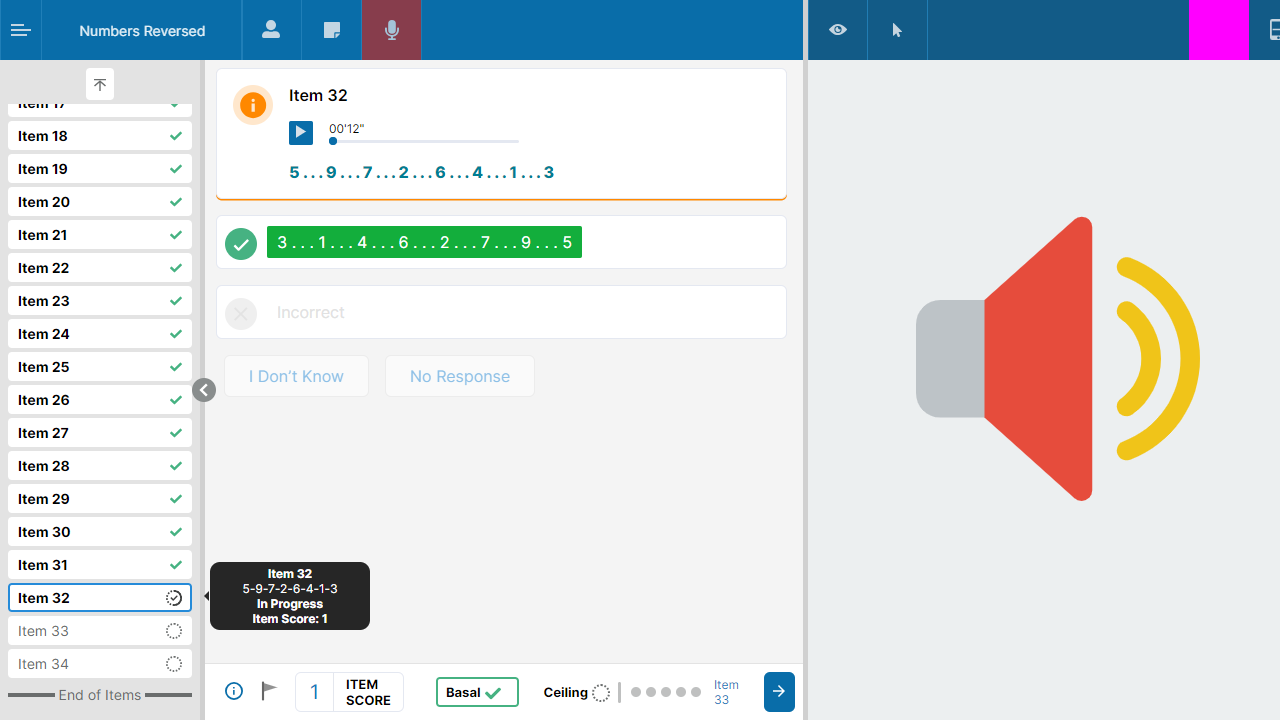 Numbers Reversed
Item 17
Item 18
Item 19
Item 20
Item 21
Item 22
Item 23
Item 24
Item 25
Item 26
Item 27
Item 28
Item 29
Item 30
Item 31
Item 32
Item 33
Item 34
End of Items
Item 32
00'12"
5...9...7...2...6...4...1...3
3...1...4...6...2...7...9...5
Incorrect
I Don't Know
No Response
Item 32
5-9-7-2-6-4-1-3
In Progress
Item Score: 1
1
ITEM
SCORE
Basal
Ceiling
Item
33